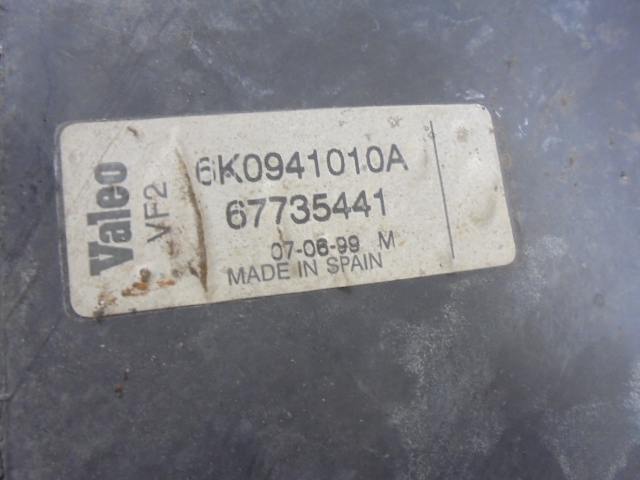 Valeo
VF2
6K0941010A
67735441
07-06-99 M
MADE IN SPAIN